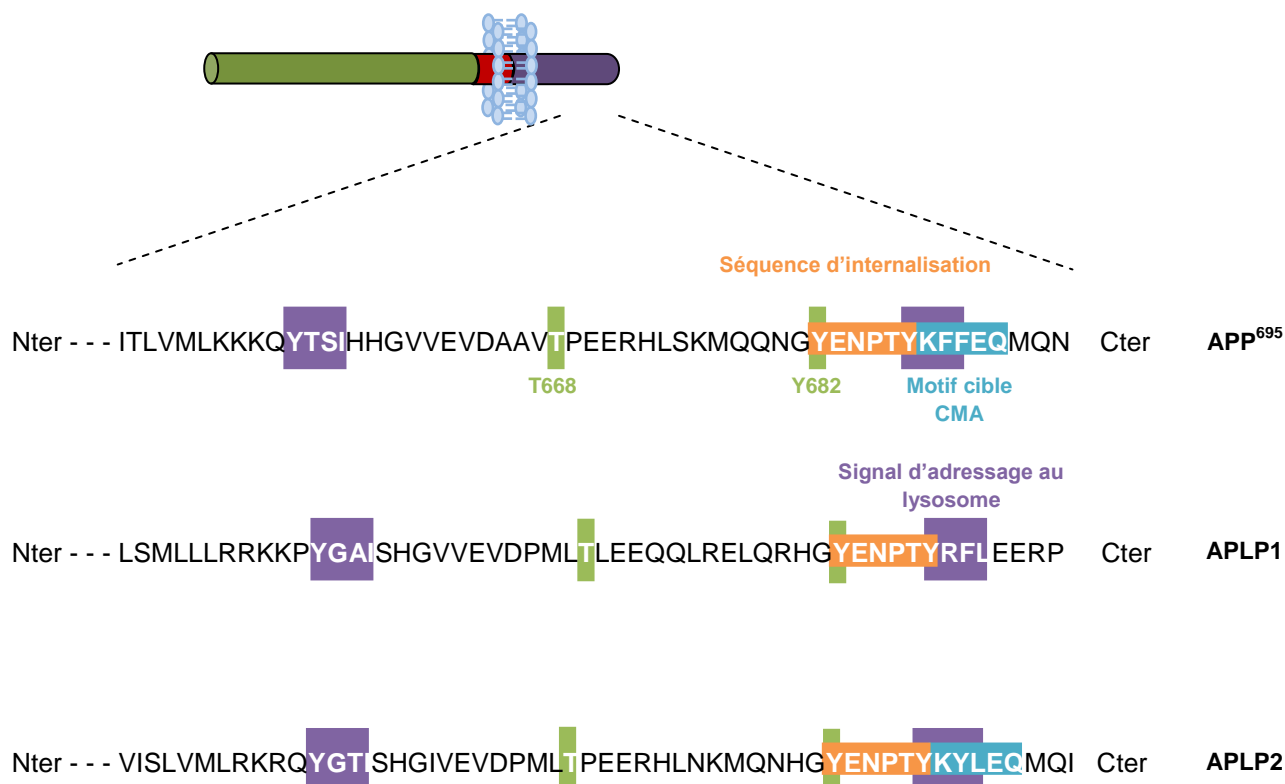 Séquence d'internalisation
Nter - - - ITLVMLKKKQYTSIHHGVVEVDAAVTPEERHLSKMQQNGYENPTYKFFEQMQN Cter APP695
T668 Y682 Motif cible
CMA
Signal d'adressage au
lysosome
Nter - - - LSMLLLRRKKPYGAISHGVVEVDPMLTLEEQQLRELQRHGYENPTYRFLEERP Cter APLP1
Nter - - - VISLVMLRKRQYGTISHGIVEVDPMLTPEERHLNKMQNHGYENPTYKYLEQMQI Cter APLP2